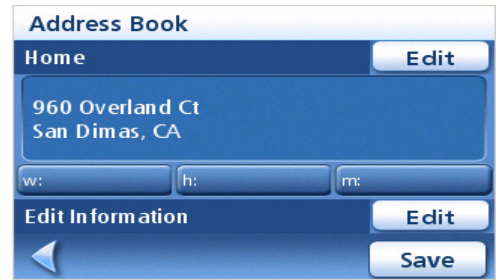 Address Book
Home
Edit
960 Overland Ct
San Dimas, CA
w:
h:
m:
Edit Information
Edit
Save